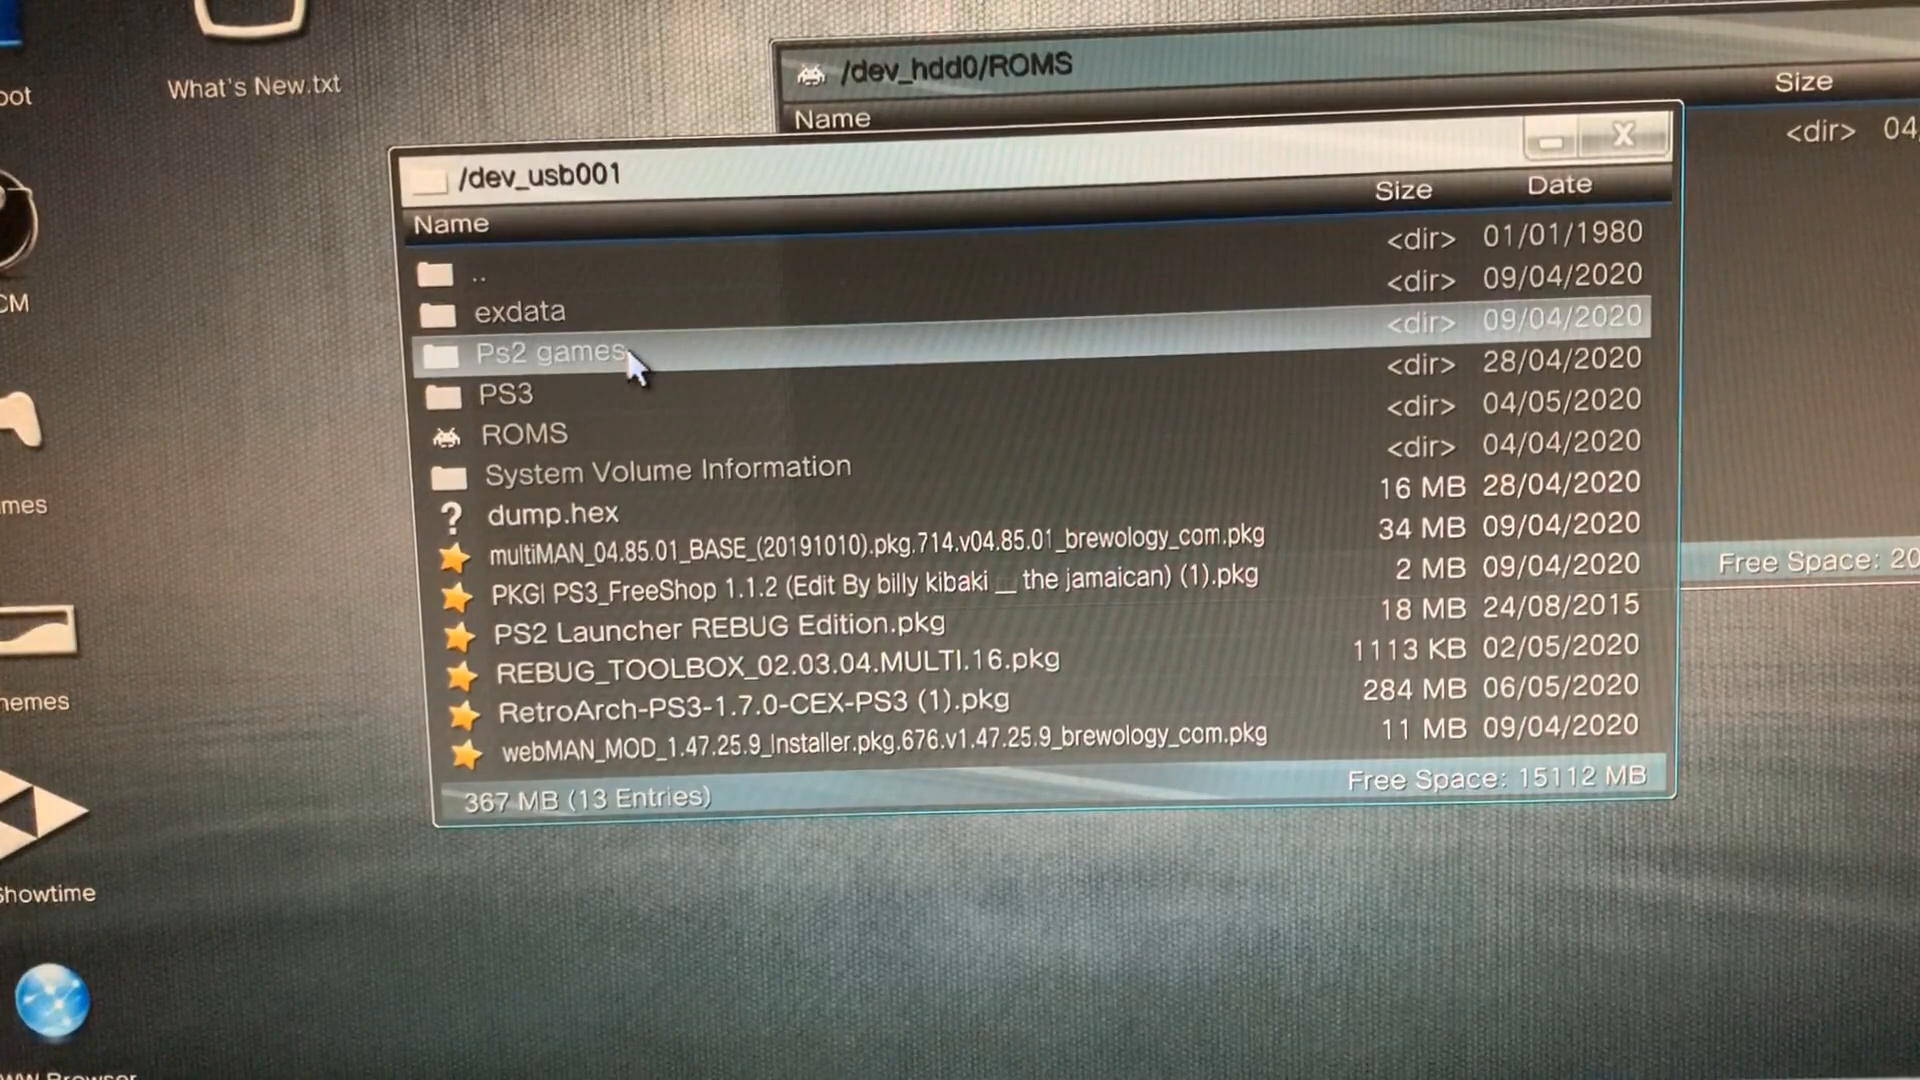 What's New.txt
oot
/dev_hdd0/ROMS
Size
Name
<dir> 04
/dev_usb001
X
Name Size Date
.. <dir> 01/01/1980
exdata <dir> 09/04/2020
Ps2 games <dir> 09/04/2020
PS3 <dir> 28/04/2020
ROMS <dir> 04/05/2020
System Volume Information <dir> 04/04/2020
dump.hex 16 MB 28/04/2020
multiMAN_04.85.01_BASE_(20191010).pkg.714.v04.85.01_brewology_com.pkg 34 MB 09/04/2020
PKGI PS3_FreeShop 1.1.2 (Edit By billy kibaki __ the jamaican) (1).pkg 2 MB 09/04/2020
PS2 Launcher REBUG Edition.pkg 18 MB 24/08/2015
REBUG_TOOLBOX_02.03.04.MULTI.16.pkg 1113 KB 02/05/2020
RetroArch-PS3-1.7.0-CEX-PS3 (1).pkg 284 MB 06/05/2020
webMAN_MOD_1.47.25.9_Installer.pkg.676.v1.47.25.9_brewology_com.pkg 11 MB 09/04/2020
367 MB (13 Entries) Free Space: 15112 MB
Free Space: 20
CM
mes
hemes
Showtime
WW Browser